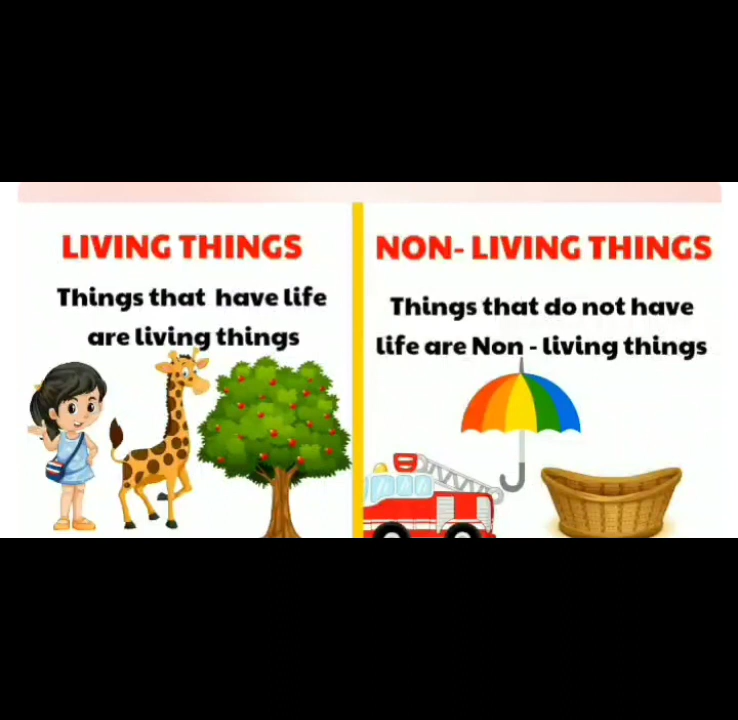 LIVING THINGS
Things that have life
are living things
NON- LIVING THINGS
Things that do not have
life are Non - living things